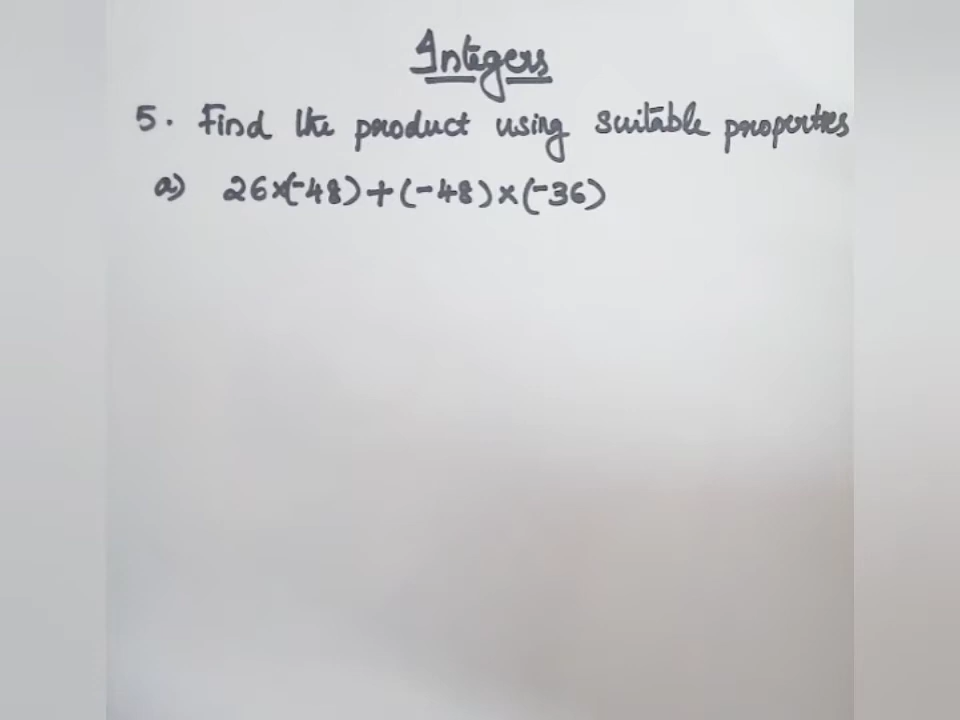 Integers
5. Find the product using suitable properties
a) 26×(-48)+(-48)×(-36)